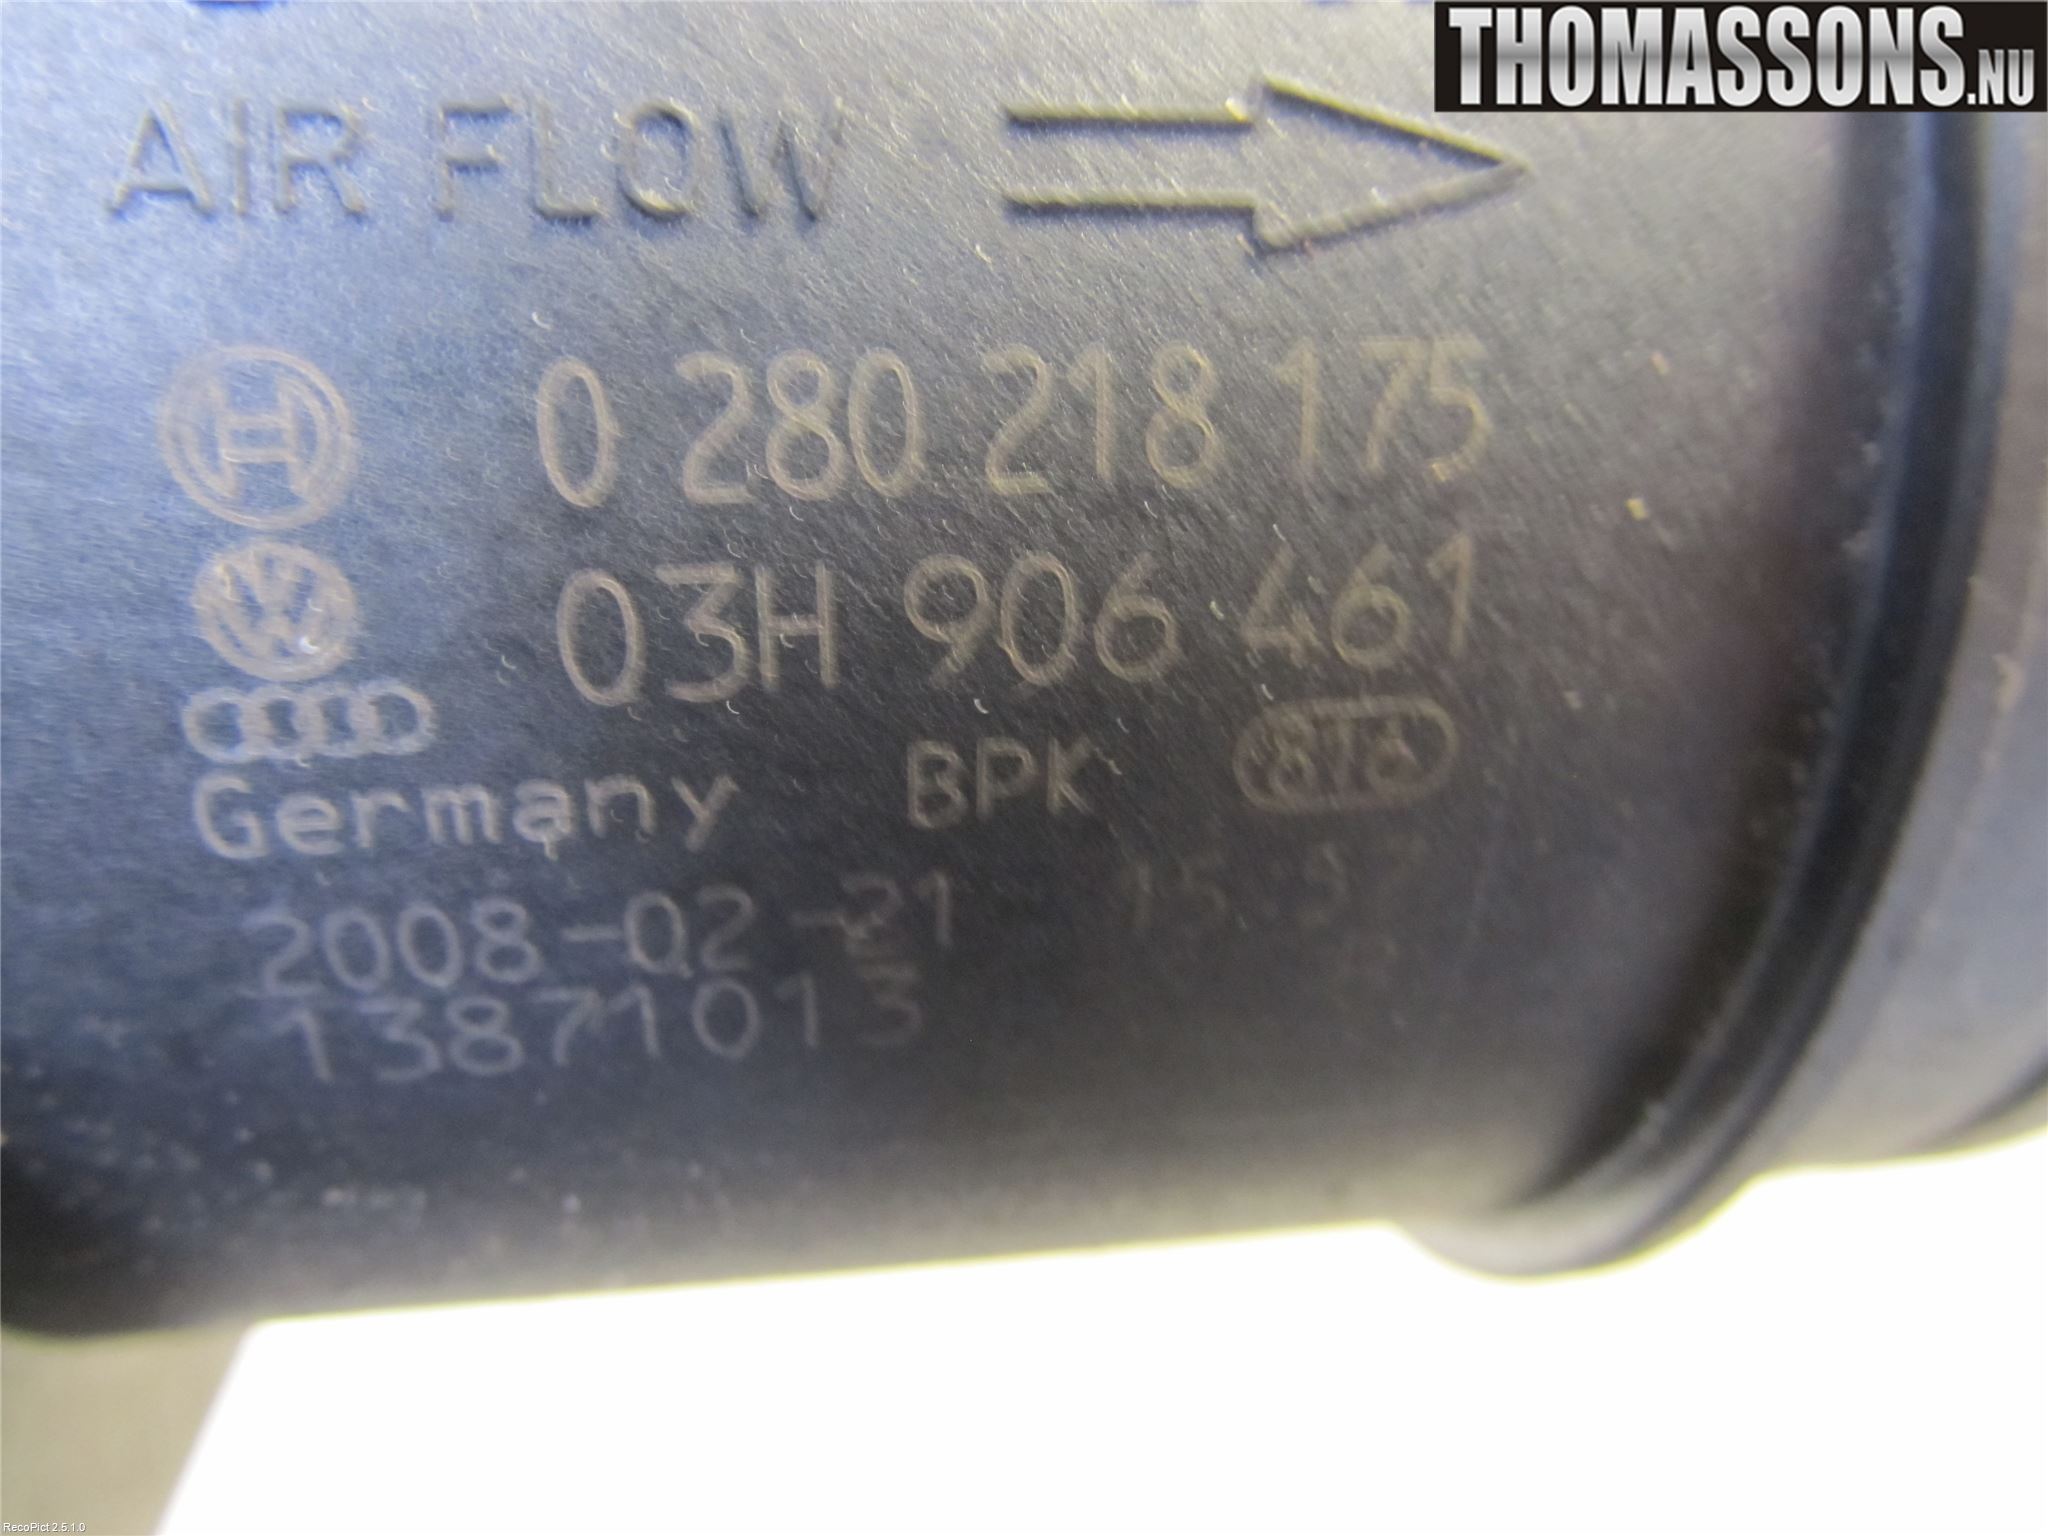 THOMASSONS.NU
AIR FLOW
0 280 218 175
03H 906 461
Germany BPK
2008-02-21
13871013
RecoPict 2.5.1.0